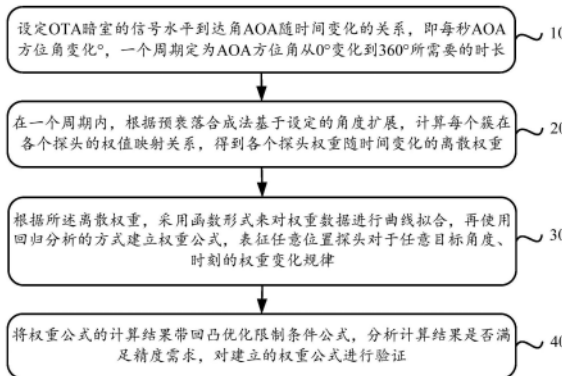 设定OTA暗室的信号水平到达角AOA随时间变化的关系，即每秒AOA
方位角变化°，一个周期定为AOA方位角从0°变化到360°所需要的时长
10
在一个周期内，根据预衰落合成法基于设定的角度扩展，计算每个簇在
各个探头的权值映射关系，得到各个探头权重随时间变化的离散权重
20
根据所述离散权重，采用函数形式来对权重数据进行曲线拟合，再使用
回归分析的方式建立权重公式，表征任意位置探头对于任意目标角度、
时刻的权重变化规律
30
将权重公式的计算结果带回凸优化限制条件公式，分析计算结果是否满
足精度需求，对建立的权重公式进行验证
40